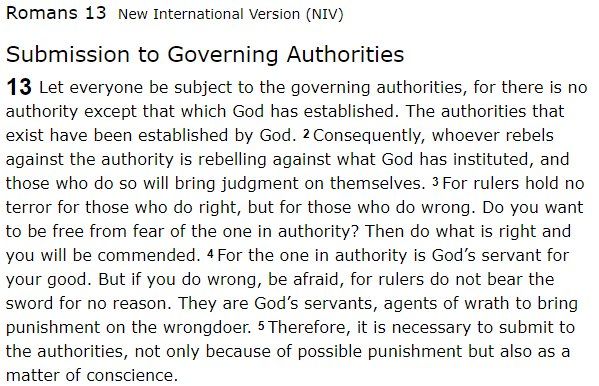 Romans 13 New International Version (NIV)
Submission to Governing Authorities
13 Let everyone be subject to the governing authorities, for there is no
authority except that which God has established. The authorities that
exist have been established by God. 2 Consequently, whoever rebels
against the authority is rebelling against what God has instituted, and
those who do so will bring judgment on themselves. 3 For rulers hold no
terror for those who do right, but for those who do wrong. Do you want
to be free from fear of the one in authority? Then do what is right and
you will be commended. 4 For the one in authority is God’s servant for
your good. But if you do wrong, be afraid, for rulers do not bear the
sword for no reason. They are God’s servants, agents of wrath to bring
punishment on the wrongdoer. 5 Therefore, it is necessary to submit to
the authorities, not only because of possible punishment but also as a
matter of conscience.